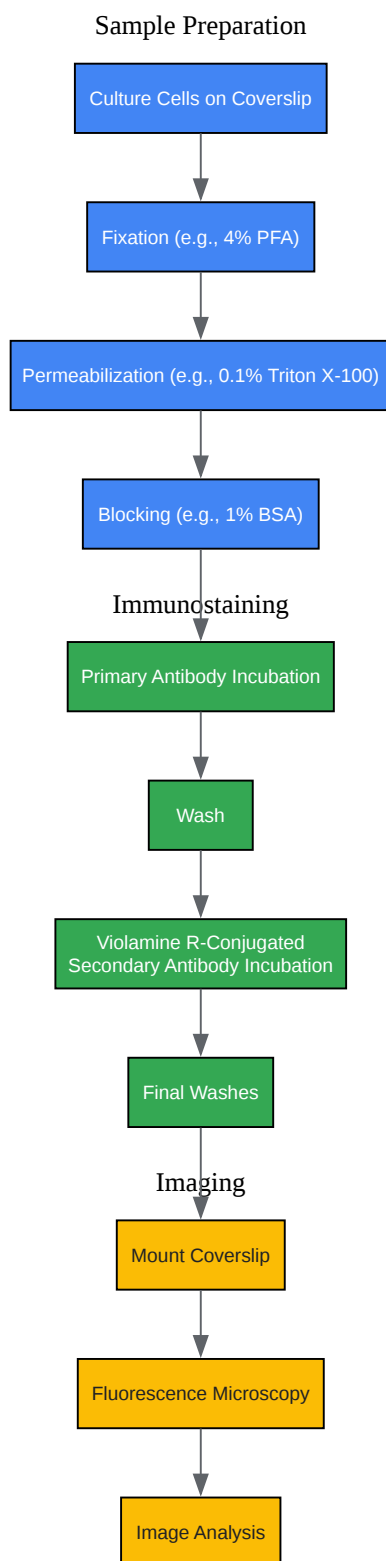 Sample Preparation
Culture Cells on Coverslip
Fixation (e.g., 4% PFA)
Permeabilization (e.g., 0.1% Triton X-100)
Blocking (e.g., 1% BSA)
Immunostaining
Primary Antibody Incubation
Wash
Violamine R-Conjugated
Secondary Antibody Incubation
Final Washes
Imaging
Mount Coverslip
Fluorescence Microscopy
Image Analysis